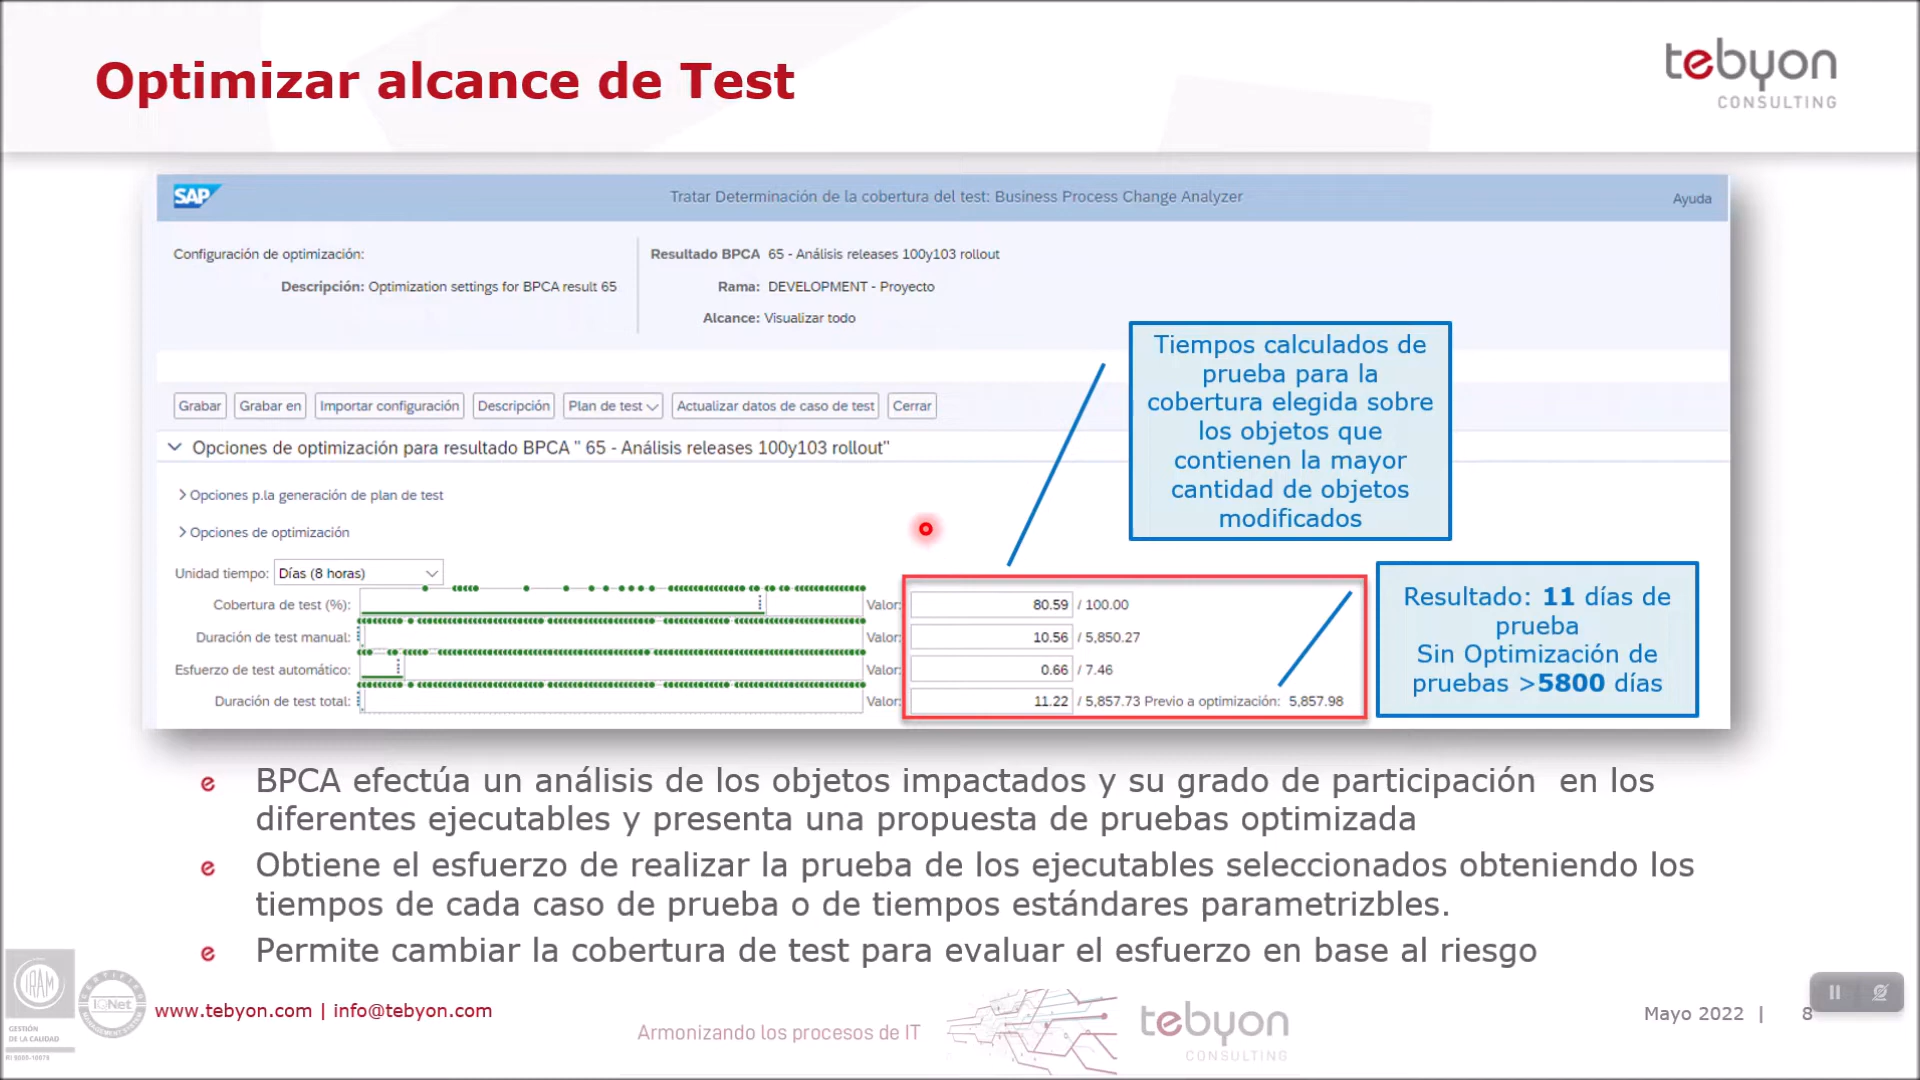 Optimizar alcance de Test
tebyon
CONSULTING
SAP
Tratar Determinación de la cobertura del test: Business Process Change Analyzer
Ayuda
Configuración de optimización:
Descripción: Optimization settings for BPCA result 65
Resultado BPCA 65 - Análisis releases 100y103 rollout
Rama: DEVELOPMENT - Proyecto
Alcance: Visualizar todo
Tiempos calculados de
prueba para la
cobertura elegida sobre
los objetos que
contienen la mayor
cantidad de objetos
modificados
Grabar Grabar en Importar configuración Descripción Plan de test Actualizar datos de caso de test Cerrar
Opciones de optimización para resultado BPCA " 65 - Análisis releases 100y103 rollout"
Opciones p.la generación de plan de test
Opciones de optimización
Unidad tiempo: Días (8 horas)
Cobertura de test (%): Valor: 80.59 / 100.00
Duración de test manual: Valor: 10.56 / 5,850.27
Esfuerzo de test automático: Valor: 0.66 / 7.46
Duración de test total: Valor: 11.22 / 5,857.73 Previo a optimización: 5,857.98
Resultado: 11 días de
prueba
Sin Optimización de
pruebas >5800 días
BPCA efectúa un análisis de los objetos impactados y su grado de participación en los
diferentes ejecutables y presenta una propuesta de pruebas optimizada
Obtiene el esfuerzo de realizar la prueba de los ejecutables seleccionados obteniendo los
tiempos de cada caso de prueba o de tiempos estándares parametrizbles.
Permite cambiar la cobertura de test para evaluar el esfuerzo en base al riesgo
IRAM
GESTIÓN
DE LA CALIDAD
IQNet
www.tebyon.com | info@tebyon.com
Armonizando los procesos de IT
tebyon
CONSULTING
Mayo 2022 | 8